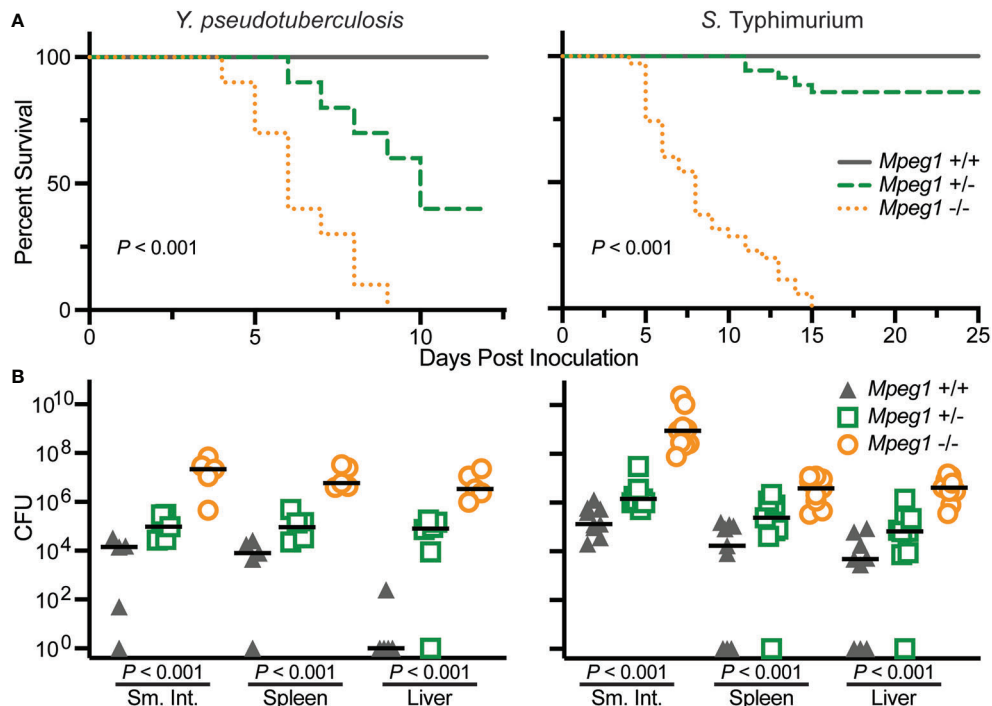 A
Y. pseudotuberculosis
S. Typhimurium
100
50
0
Percent Survival
P < 0.001
P < 0.001
Mpeg1 +/+
Mpeg1 +/-
Mpeg1 -/-
0 5 10
0 5 10 15 20 25
Days Post Inoculation
B
10^10
10^8
10^6
10^4
10^2
10^0
CFU
Mpeg1 +/+
Mpeg1 +/-
Mpeg1 -/-
P < 0.001 P < 0.001 P < 0.001
Sm. Int. Spleen Liver
P < 0.001 P < 0.001 P < 0.001
Sm. Int. Spleen Liver